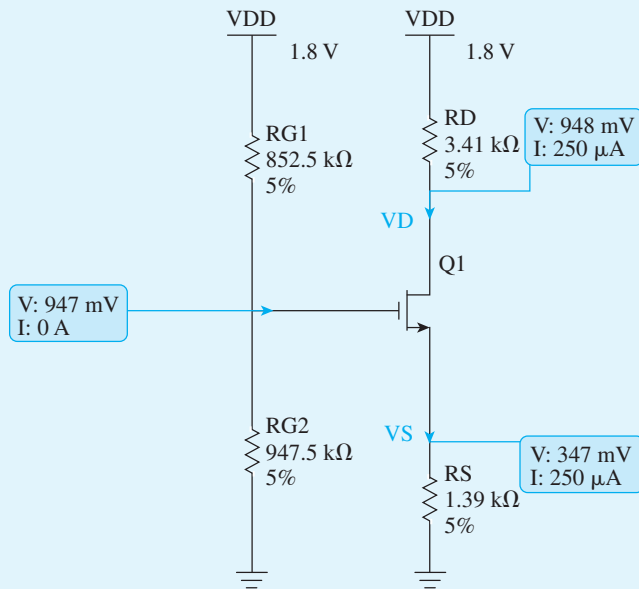 VDD
1.8 V
VDD
1.8 V
RG1
852.5 kΩ
5%
RD
3.41 kΩ
5%
V: 948 mV
I: 250 μA
VD
Q1
V: 947 mV
I: 0 A
RG2
947.5 kΩ
5%
VS
V: 347 mV
I: 250 μA
RS
1.39 kΩ
5%